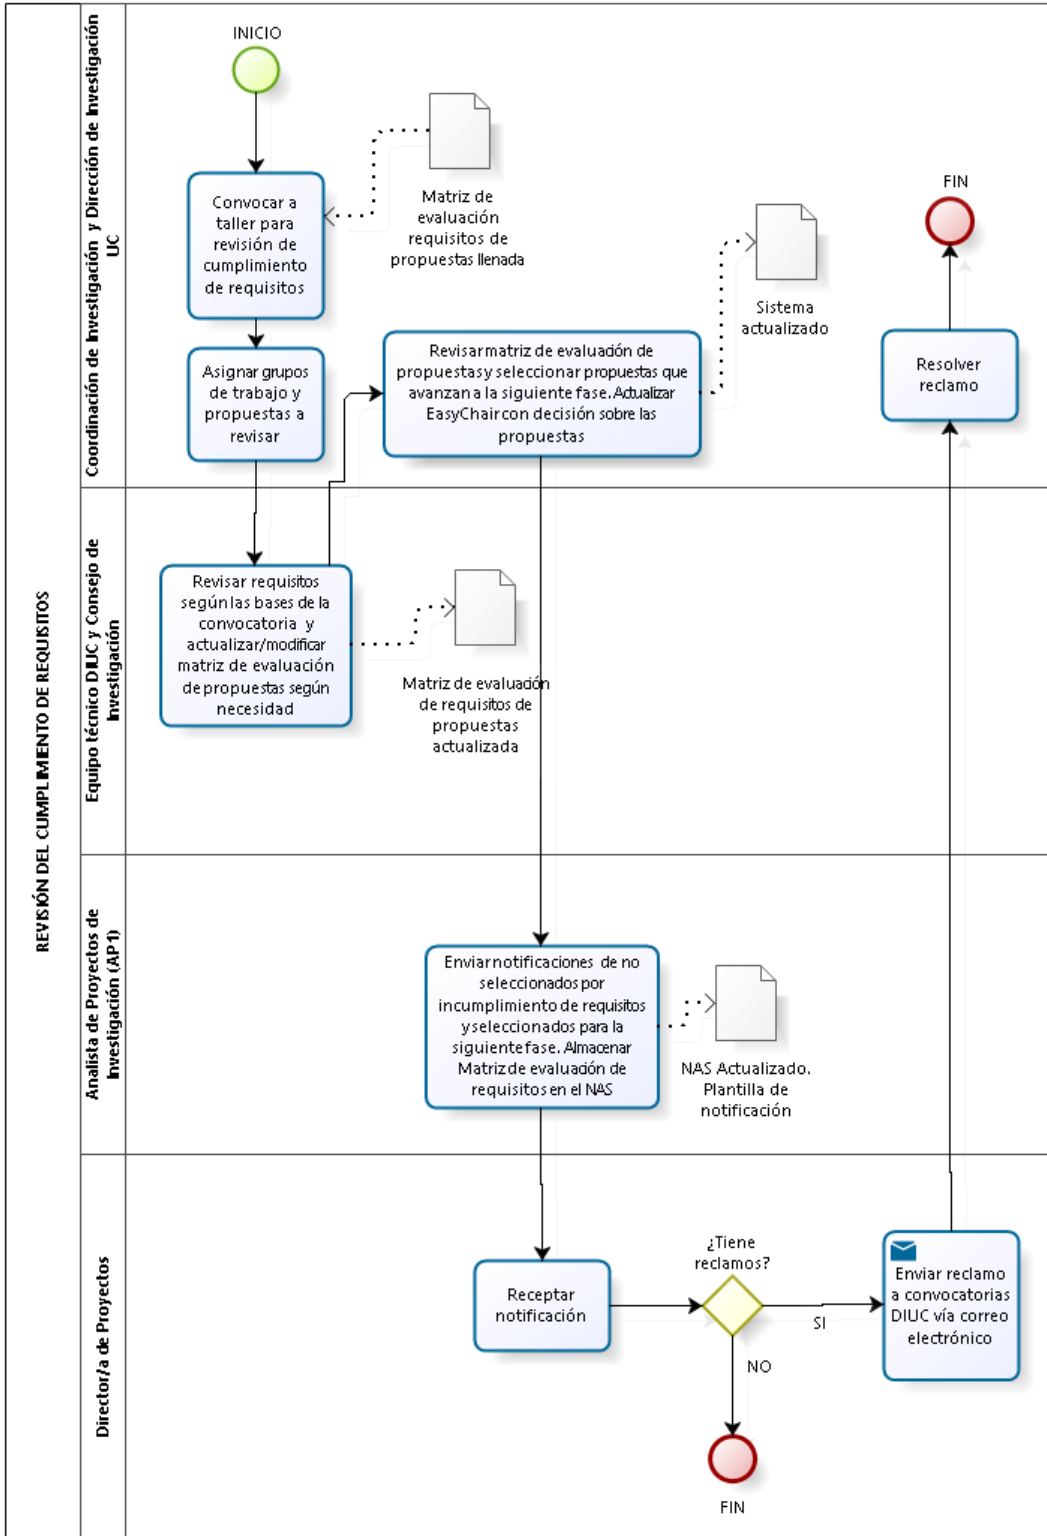 REVISIÓN DEL CUMPLIMIENTO DE REQUISITOS
Coordinación de Investigación y Dirección de Investigación
UC
INICIO
Convocar a
taller para
revisión de
cumplimiento
de requisitos
Matriz de
evaluación
requisitos de
propuestas llenada
Asignar grupos
de trabajo y
propuestas a
revisar
Revisar matriz de evaluación de
propuestas y seleccionar propuestas que
avanzan a la siguiente fase. Actualizar
EasyChair con decisión sobre las
propuestas
Sistema
actualizado
FIN
Resolver
reclamo
Equipo técnico DIUC y Consejo de
Investigación
Revisar requisitos
según las bases de la
convocatoria y
actualizar/modificar
matriz de evaluación
de propuestas según
necesidad
Matriz de evaluación
de requisitos de
propuestas
actualizada
Analista de Proyectos de
Investigación (AP1)
Enviar notificaciones de no
seleccionados por
incumplimiento de requisitos
y seleccionados para la
siguiente fase. Almacenar
Matriz de evaluación de
requisitos en el NAS
NAS Actualizado.
Plantilla de
notificación
Director/a de Proyectos
Receptar
notificación
¿Tiene
reclamos?
SI
NO
Enviar reclamo
a convocatorias
DIUC vía correo
electrónico
FIN